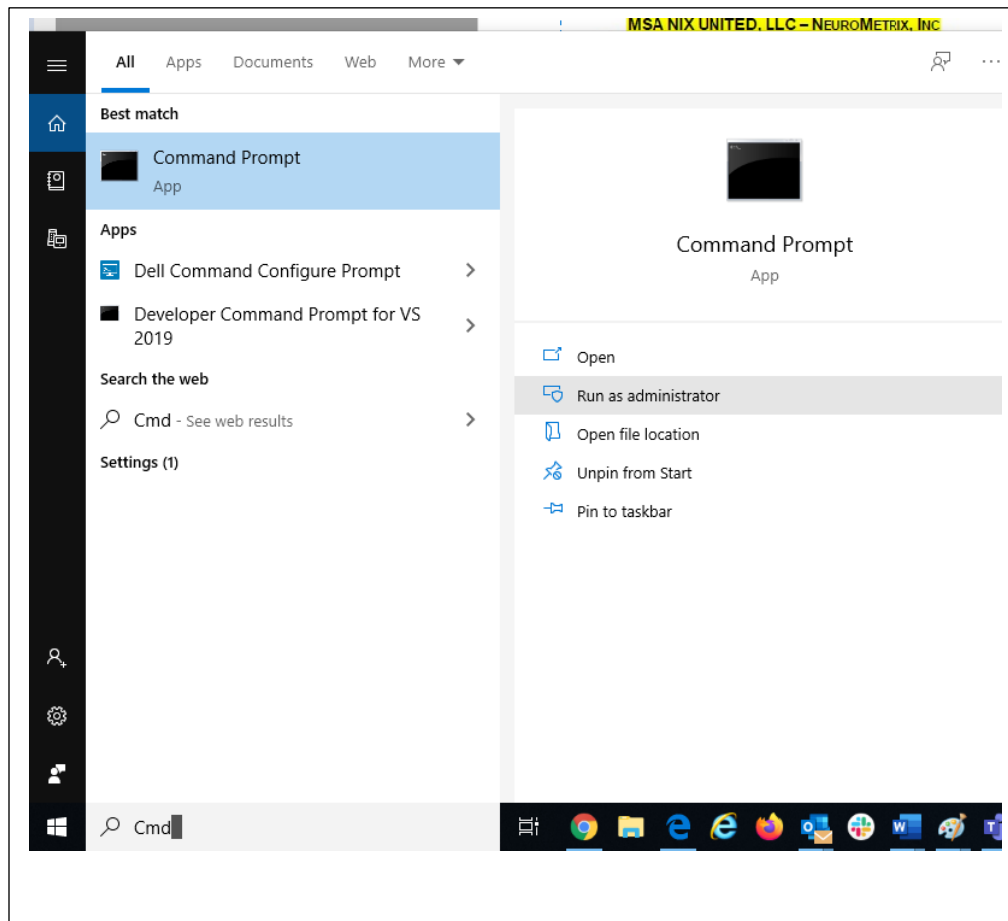 MSA NIX UNITED, LLC – NEUROMETRIX, INC
All Apps Documents Web More
Best match
Command Prompt
App
Apps
Dell Command Configure Prompt
Developer Command Prompt for VS
2019
Search the web
Cmd - See web results
Settings (1)
Command Prompt
App
Open
Run as administrator
Open file location
Unpin from Start
Pin to taskbar
Cmd